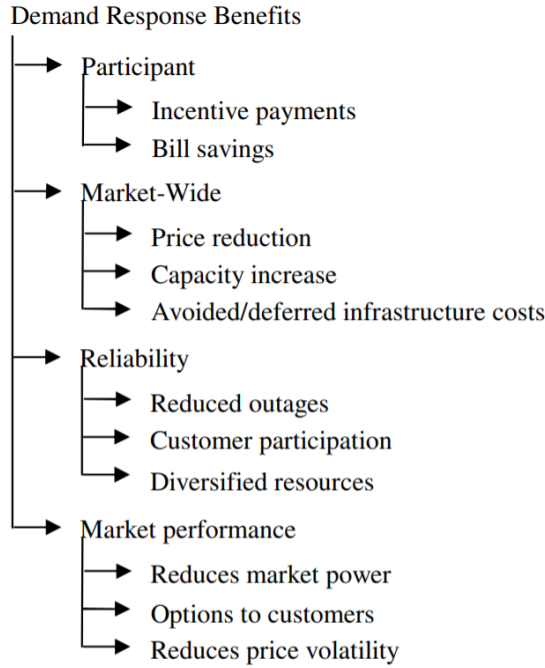 Demand Response Benefits
Participant
Incentive payments
Bill savings
Market-Wide
Price reduction
Capacity increase
Avoided/deferred infrastructure costs
Reliability
Reduced outages
Customer participation
Diversified resources
Market performance
Reduces market power
Options to customers
Reduces price volatility